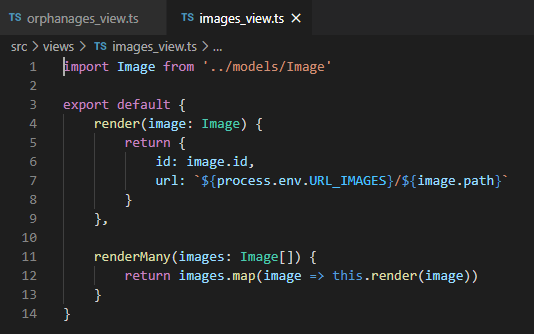 TS orphanages_view.ts TS images_view.ts ×
src > views > TS images_view.ts > ...
1 import Image from '../models/Image'
2
3 export default {
4     render(image: Image) {
5         return {
6             id: image.id,
7             url: `${process.env.URL_IMAGES}/${image.path}`
8         }
9     },
10
11     renderMany(images: Image[]) {
12         return images.map(image => this.render(image))
13     }
14 }